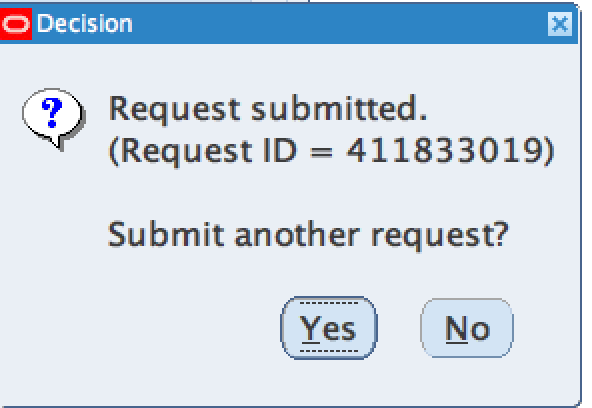 Decision
Request submitted.
(Request ID = 411833019)
Submit another request?
Yes No